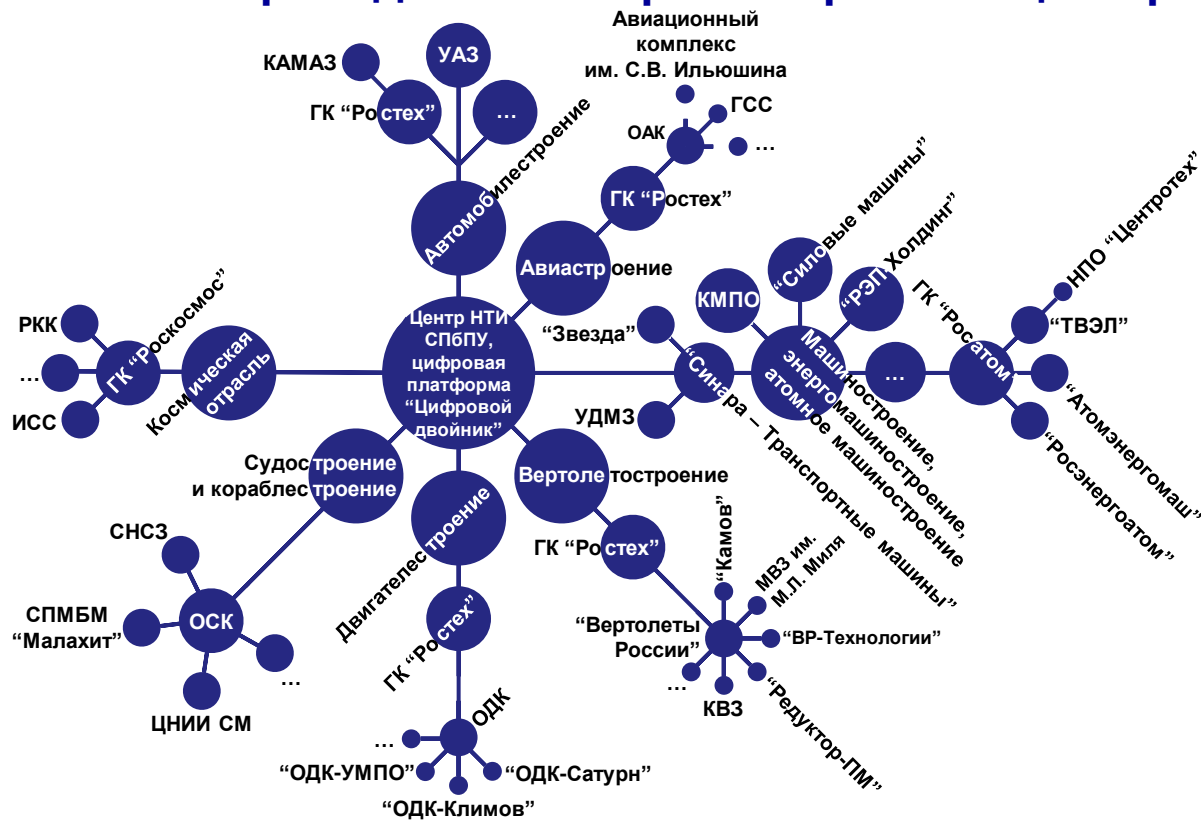 КАМАЗ
УАЗ
ГК “Ростех”
…
Автомобилестроение
Авиационный
комплекс
им. С.В. Ильюшина
ГСС
ОАК
…
ГК “Ростех”
Авиастроение
Центр НТИ
СПбПУ,
цифровая
платформа
“Цифровой
двойник”
РКК
…
ИСС
ГК “Роскосмос”
Космическая
отрасль
“Звезда”
УДМЗ
“Синара – Транспортные машины”
КМПО
“Силовые машины”
“РЭП Холдинг”
Машиностроение,
энергомашиностроение,
атомное машиностроение
…
ГК “Росатом”
НПО “Центротех”
“ТВЭЛ”
“Атомэнергомаш”
“Росэнергоатом”
Судостроение
и кораблестроение
СНСЗ
СПМБМ
“Малахит”
ОСК
…
ЦНИИ СМ
Двигателестроение
ГК “Ростех”
ОДК
…
“ОДК-УМПО”
“ОДК-Сатурн”
“ОДК-Климов”
Вертолетостроение
ГК “Ростех”
“Камов”
МВЗ им.
М.Л. Миля
“Вертолеты
России”
“ВР-Технологии”
…
КВЗ
“Редуктор-ПМ”